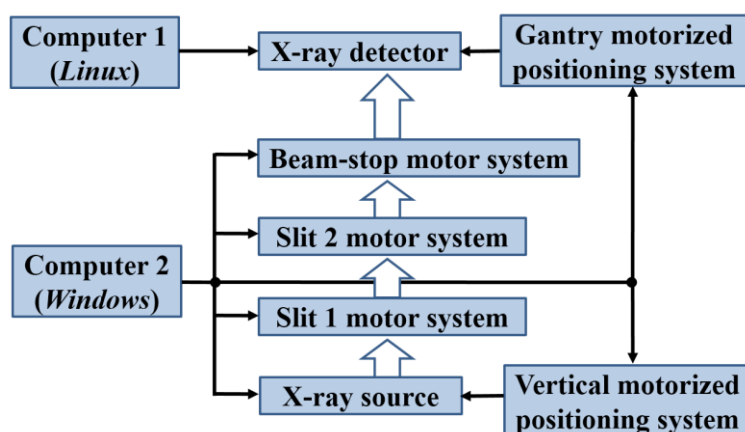 Computer 1
(Linux)
X-ray detector
Gantry motorized
positioning system
Beam-stop motor system
Slit 2 motor system
Computer 2
(Windows)
Slit 1 motor system
X-ray source
Vertical motorized
positioning system